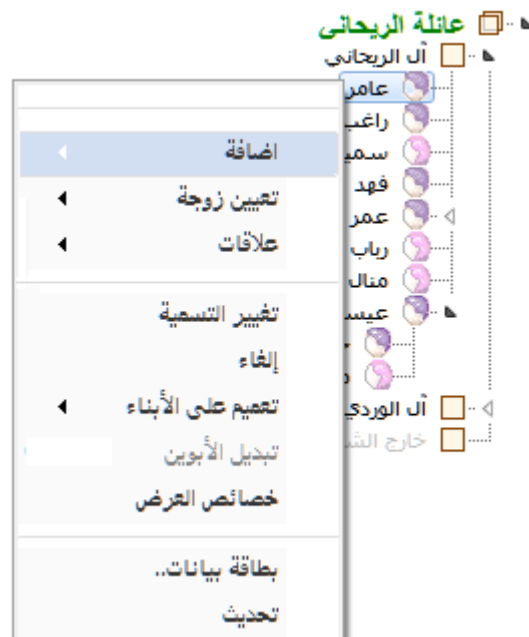 عائلة الريحاني
آل الريحاني
عامر
فهد
عمر
رباب
منال
آل الوردي
خارج
اضافة
تعيين زوجة
علاقات
تغيير التسمية
إلغاء
تعميم على الأبناء
تبديل الأبوين
خصائص العرض
بطاقة بيانات..
تحديث